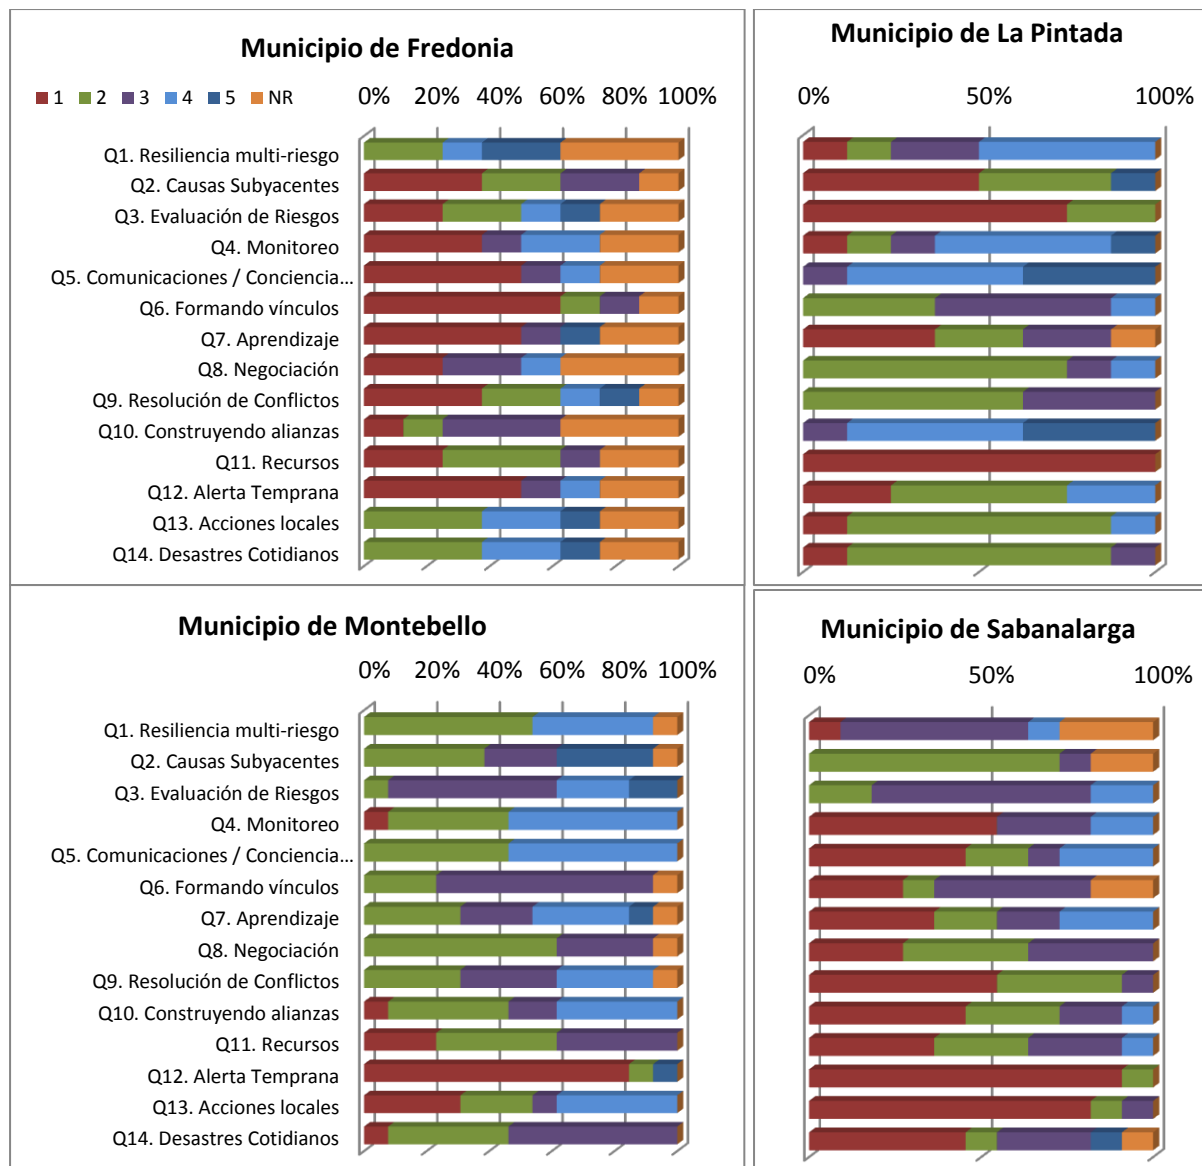 Municipio de Fredonia
1 2 3 4 5 NR
0% 20% 40% 60% 80% 100%
Q1. Resiliencia multi-riesgo
Q2. Causas Subyacentes
Q3. Evaluación de Riesgos
Q4. Monitoreo
Q5. Comunicaciones / Conciencia...
Q6. Formando vínculos
Q7. Aprendizaje
Q8. Negociación
Q9. Resolución de Conflictos
Q10. Construyendo alianzas
Q11. Recursos
Q12. Alerta Temprana
Q13. Acciones locales
Q14. Desastres Cotidianos
Municipio de La Pintada
0% 50% 100%
Municipio de Montebello
0% 20% 40% 60% 80% 100%
Q1. Resiliencia multi-riesgo
Q2. Causas Subyacentes
Q3. Evaluación de Riesgos
Q4. Monitoreo
Q5. Comunicaciones / Conciencia...
Q6. Formando vínculos
Q7. Aprendizaje
Q8. Negociación
Q9. Resolución de Conflictos
Q10. Construyendo alianzas
Q11. Recursos
Q12. Alerta Temprana
Q13. Acciones locales
Q14. Desastres Cotidianos
Municipio de Sabanalarga
0% 50% 100%